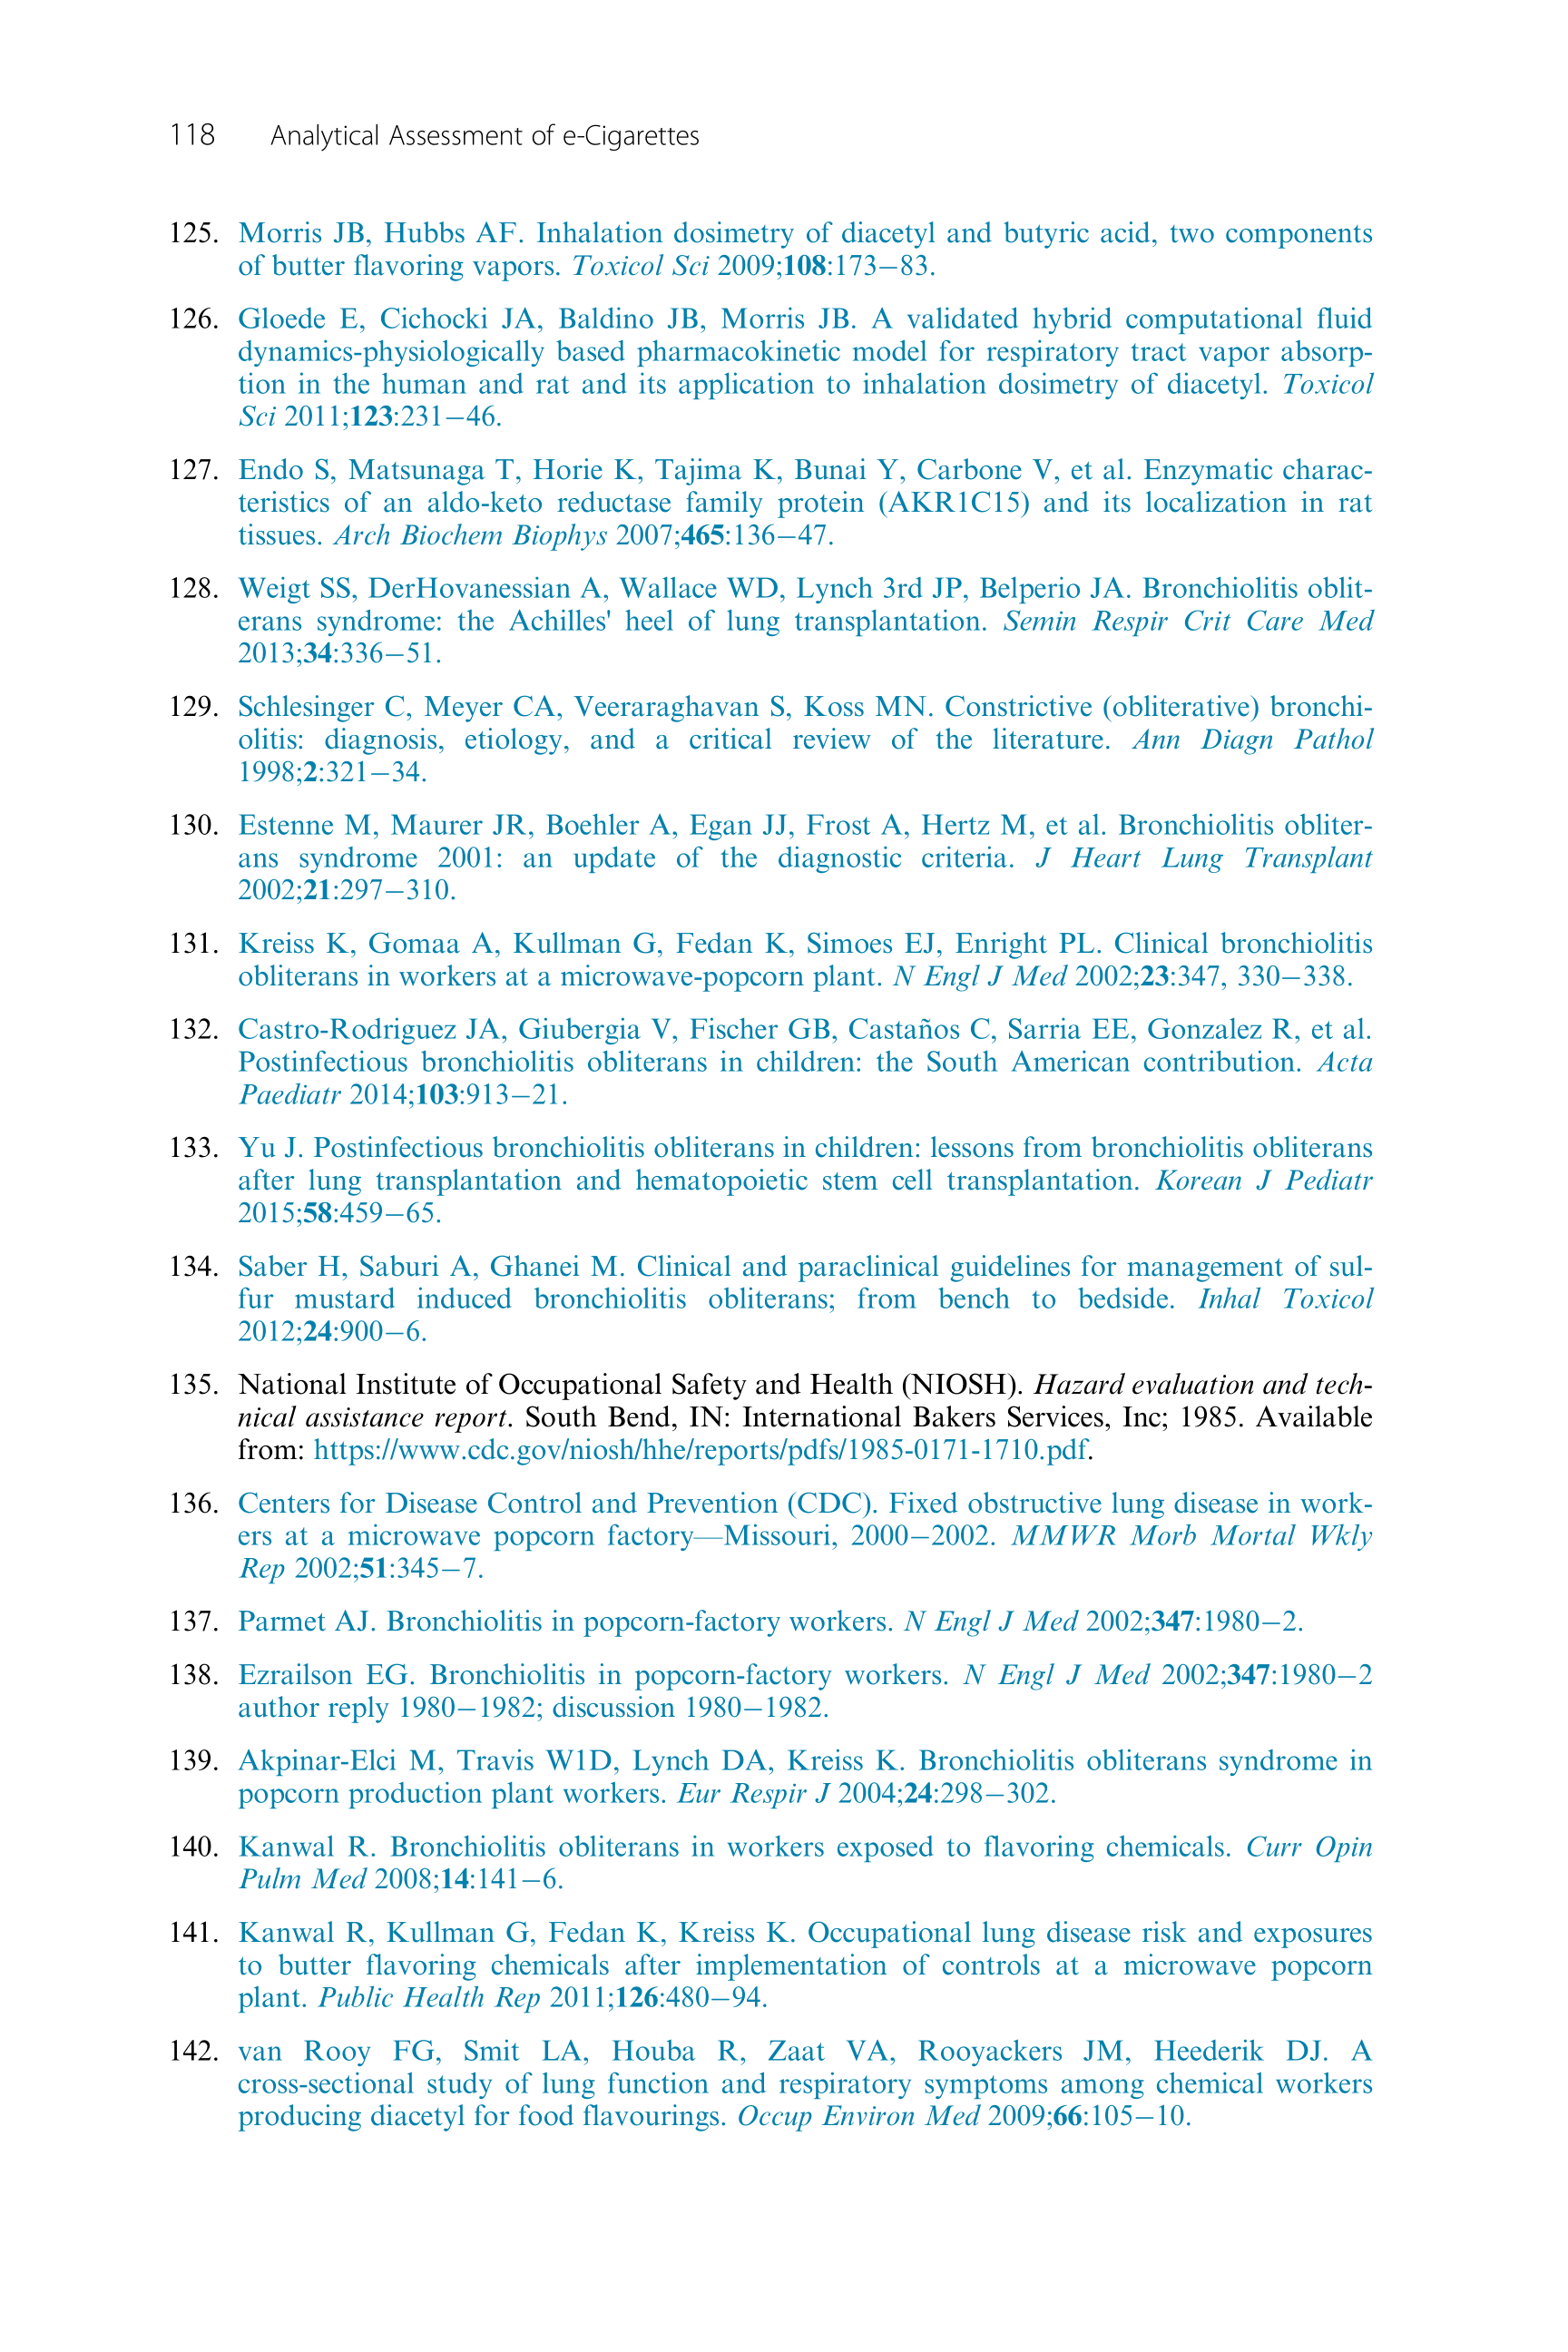 118 Analytical Assessment of e-Cigarettes
125. Morris JB, Hubbs AF. Inhalation dosimetry of diacetyl and butyric acid, two components
of butter flavoring vapors. Toxicol Sci 2009;108:173–83.
126. Gloede E, Cichocki JA, Baldino JB, Morris JB. A validated hybrid computational fluid
dynamics-physiologically based pharmacokinetic model for respiratory tract vapor absorp-
tion in the human and rat and its application to inhalation dosimetry of diacetyl. Toxicol
Sci 2011;123:231–46.
127. Endo S, Matsunaga T, Horie K, Tajima K, Bunai Y, Carbone V, et al. Enzymatic charac-
teristics of an aldo-keto reductase family protein (AKR1C15) and its localization in rat
tissues. Arch Biochem Biophys 2007;465:136–47.
128. Weigt SS, DerHovanessian A, Wallace WD, Lynch 3rd JP, Belperio JA. Bronchiolitis oblit-
erans syndrome: the Achilles' heel of lung transplantation. Semin Respir Crit Care Med
2013;34:336–51.
129. Schlesinger C, Meyer CA, Veeraraghavan S, Koss MN. Constrictive (obliterative) bronchi-
olitis: diagnosis, etiology, and a critical review of the literature. Ann Diagn Pathol
1998;2:321–34.
130. Estenne M, Maurer JR, Boehler A, Egan JJ, Frost A, Hertz M, et al. Bronchiolitis obliter-
ans syndrome 2001: an update of the diagnostic criteria. J Heart Lung Transplant
2002;21:297–310.
131. Kreiss K, Gomaa A, Kullman G, Fedan K, Simoes EJ, Enright PL. Clinical bronchiolitis
obliterans in workers at a microwave-popcorn plant. N Engl J Med 2002;23:347, 330–338.
132. Castro-Rodriguez JA, Giubergia V, Fischer GB, Castaños C, Sarria EE, Gonzalez R, et al.
Postinfectious bronchiolitis obliterans in children: the South American contribution. Acta
Paediatr 2014;103:913–21.
133. Yu J. Postinfectious bronchiolitis obliterans in children: lessons from bronchiolitis obliterans
after lung transplantation and hematopoietic stem cell transplantation. Korean J Pediatr
2015;58:459–65.
134. Saber H, Saburi A, Ghanei M. Clinical and paraclinical guidelines for management of sul-
fur mustard induced bronchiolitis obliterans; from bench to bedside. Inhal Toxicol
2012;24:900–6.
135. National Institute of Occupational Safety and Health (NIOSH). Hazard evaluation and tech-
nical assistance report. South Bend, IN: International Bakers Services, Inc; 1985. Available
from: https://www.cdc.gov/niosh/hhe/reports/pdfs/1985-0171-1710.pdf.
136. Centers for Disease Control and Prevention (CDC). Fixed obstructive lung disease in work-
ers at a microwave popcorn factory—Missouri, 2000–2002. MMWR Morb Mortal Wkly
Rep 2002;51:345–7.
137. Parmet AJ. Bronchiolitis in popcorn-factory workers. N Engl J Med 2002;347:1980–2.
138. Ezrailson EG. Bronchiolitis in popcorn-factory workers. N Engl J Med 2002;347:1980–2
author reply 1980–1982; discussion 1980–1982.
139. Akpinar-Elci M, Travis W1D, Lynch DA, Kreiss K. Bronchiolitis obliterans syndrome in
popcorn production plant workers. Eur Respir J 2004;24:298–302.
140. Kanwal R. Bronchiolitis obliterans in workers exposed to flavoring chemicals. Curr Opin
Pulm Med 2008;14:141–6.
141. Kanwal R, Kullman G, Fedan K, Kreiss K. Occupational lung disease risk and exposures
to butter flavoring chemicals after implementation of controls at a microwave popcorn
plant. Public Health Rep 2011;126:480–94.
142. van Rooy FG, Smit LA, Houba R, Zaat VA, Rooyackers JM, Heederik DJ. A
cross-sectional study of lung function and respiratory symptoms among chemical workers
producing diacetyl for food flavourings. Occup Environ Med 2009;66:105–10.